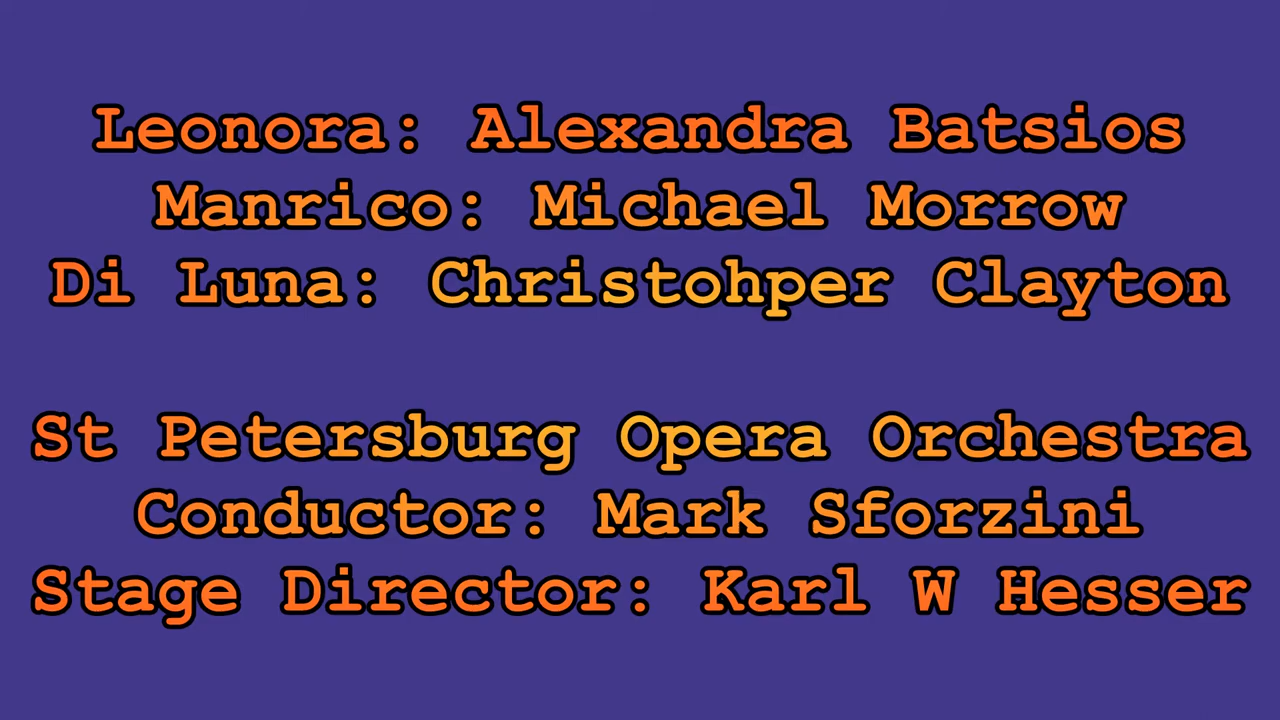 Leonora: Alexandra Batsios
Manrico: Michael Morrow
Di Luna: Christohper Clayton
St Petersburg Opera Orchestra
Conductor: Mark Sforzini
Stage Director: Karl W Hesser